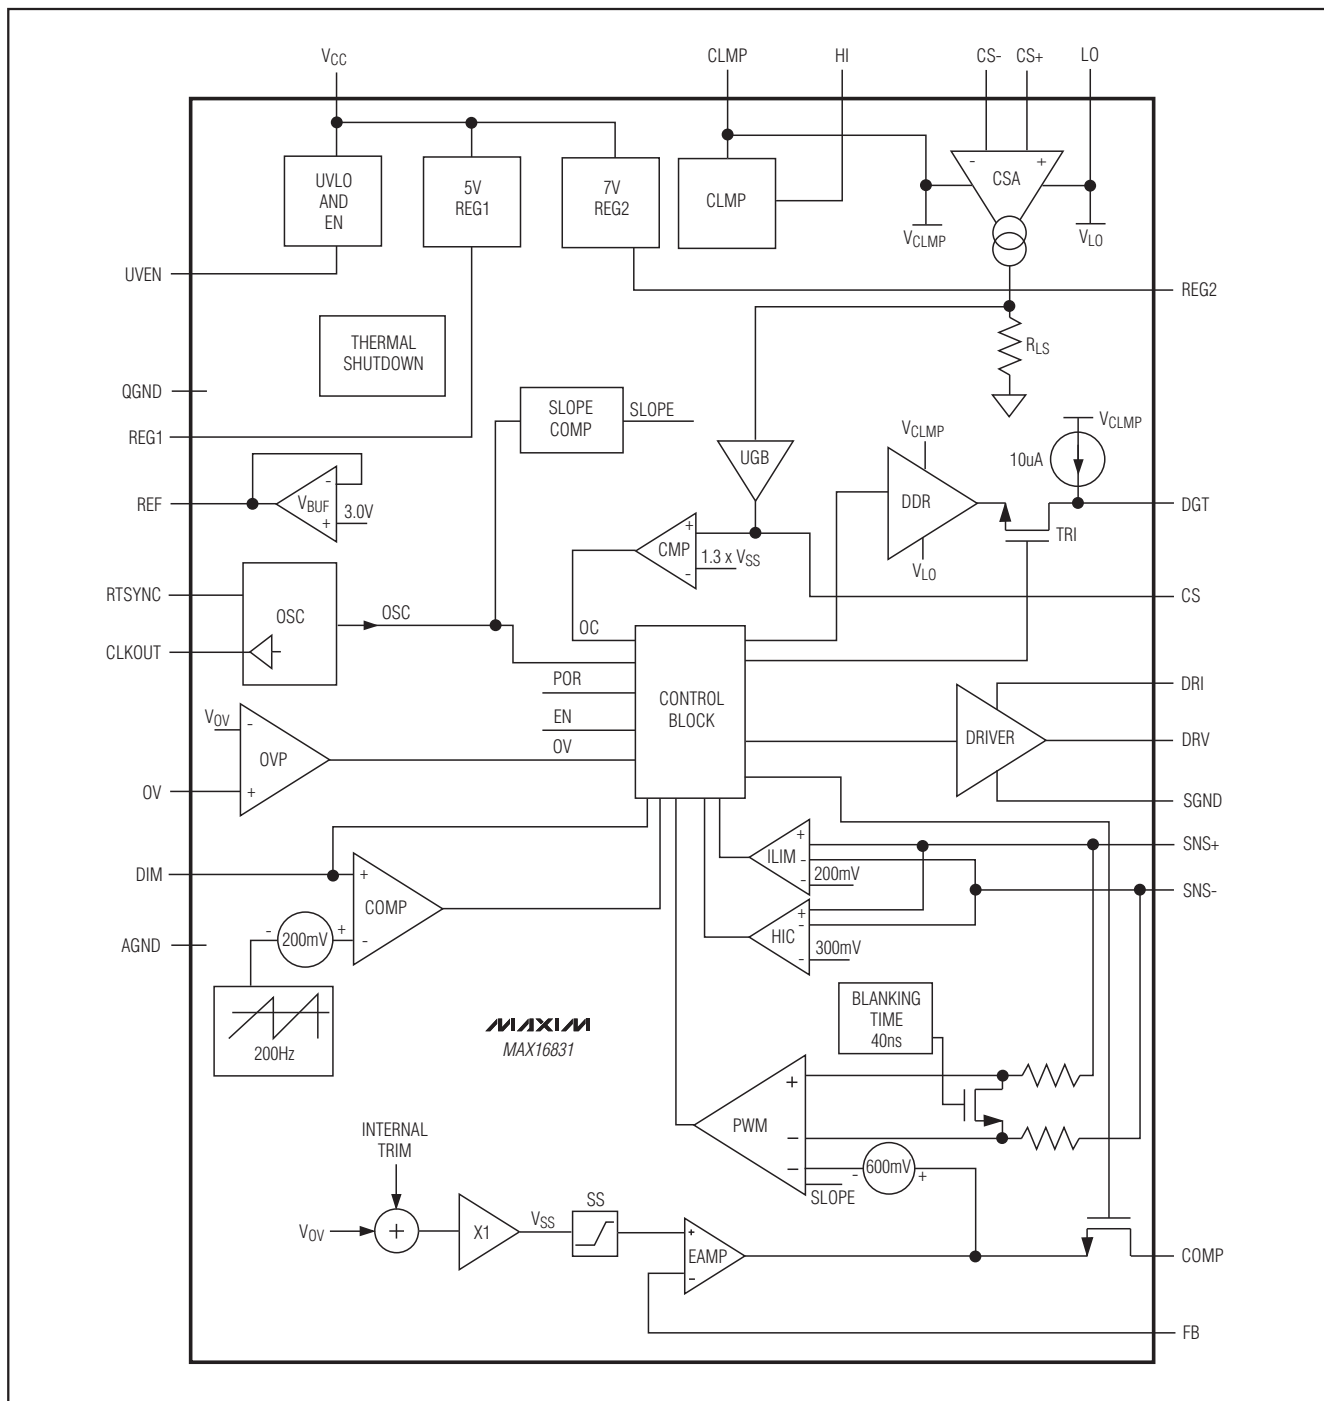 VCC
CLMP
HI
CS-
CS+
LO
UVLO
AND
EN
5V
REG1
7V
REG2
CLMP
-
+
CSA
VCLMP
VLO
UVEN
REG2
THERMAL
SHUTDOWN
RLS
QGND
REG1
SLOPE
COMP
SLOPE
UGB
VCLMP
VCLMP
10uA
DDR
REF
-
VBUF
+
3.0V
DGT
TRI
+
CMP
1.3 x VSS
-
VLO
RTSYNC
OSC
OSC
CS
CLKOUT
OC
POR
CONTROL
BLOCK
EN
OV
DRI
VOV
-
OVP
+
OV
DRIVER
DRV
SGND
+
ILIM
-
-
200mV
SNS+
SNS-
DIM
+
COMP
-
-
200mV
+
AGND
+
HIC
-
-
300mV
200Hz
MAXIM
MAX16831
BLANKING
TIME
40ns
+
PWM
–
–
SLOPE
-
600mV
+
INTERNAL
TRIM
VOV
+
X1
VSS
SS
+
EAMP
–
COMP
FB